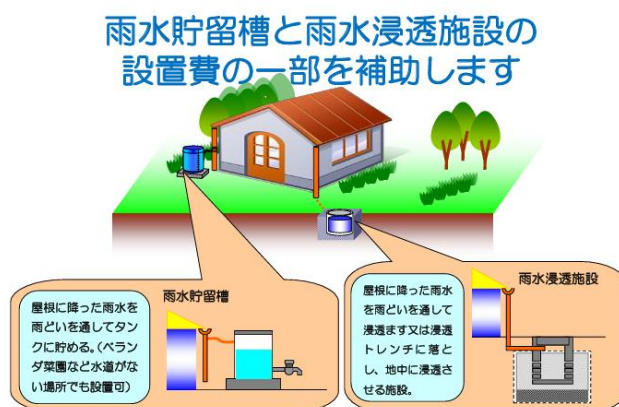 雨水貯留槽と雨水浸透施設の
設置費の一部を補助します
雨水貯留槽
屋根に降った雨水を
雨どいを通してタン
クに貯める。（ベラン
ダ菜園など水道がな
い場所でも設置可）
雨水浸透施設
屋根に降った雨水
を雨どいを通して
浸透ます又は浸透
トレンチに落と
し、地中に浸透さ
せる施設。